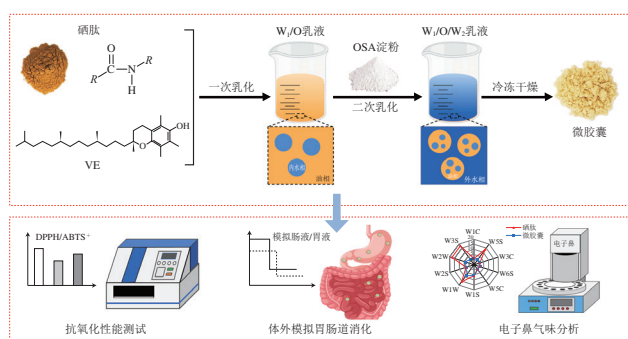 硒肽
O
R
C
N
R
H
OH
O
VE
一次乳化
W₁/O乳液
内水相
油相
OSA淀粉
二次乳化
W₁/O/W₂乳液
外水相
冷冻干燥
微胶囊
DPPH/ABTS⁺
抗氧化性能测试
模拟肠液/胃液
体外模拟胃肠道消化
W1C
W5S
W3C
W6S
W5C
W1S
W1W
W2S
W2W
W3S
硒肽
微胶囊
电子鼻
电子鼻气味分析